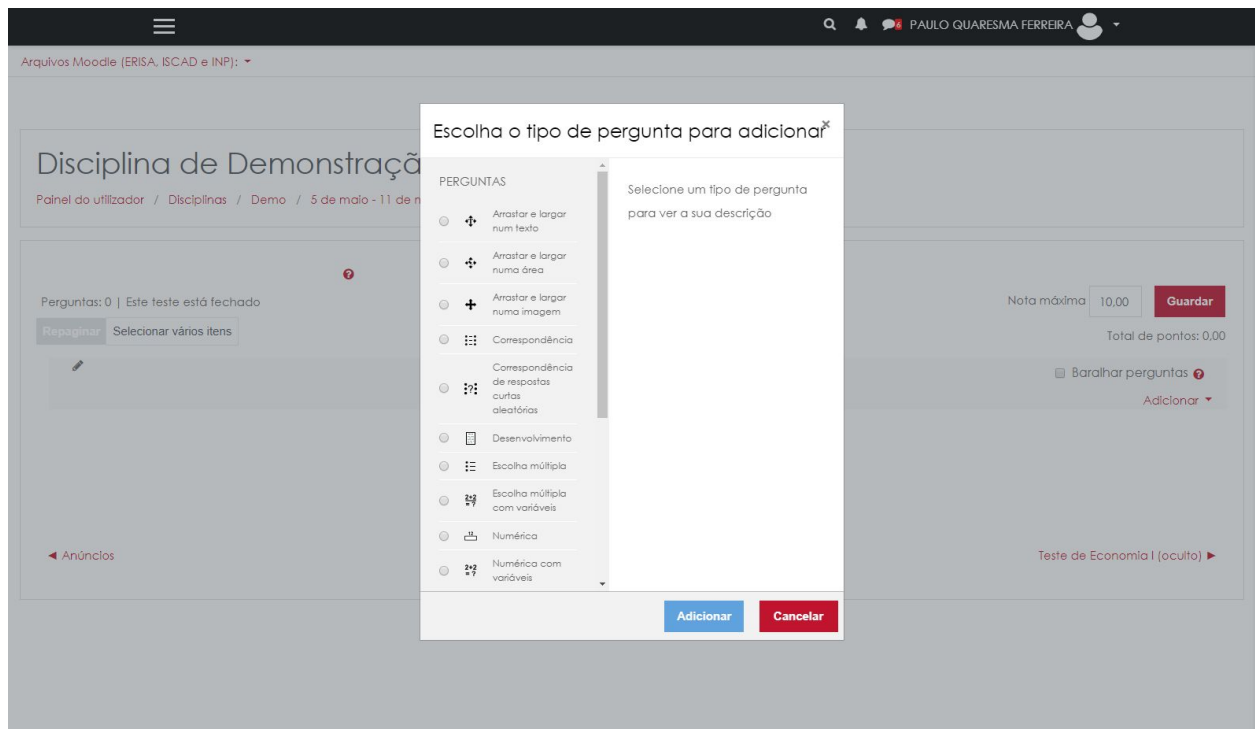 6 PAULO QUARESMA FERREIRA
Arquivos Moodle (ERISA, ISCAD e INP):
Escolha o tipo de pergunta para adicionar ×
Disciplina de Demonstraçã
Painel do utilizador / Disciplinas / Demo / 5 de maio - 11 de
PERGUNTAS
Arrastar e largar
num texto
Arrastar e largar
numa área
Arrastar e largar
numa imagem
Correspondência
Correspondência
de respostas
curtas
aleatórias
Desenvolvimento
Escolha múltipla
Escolha múltipla
com variáveis
Numérica
Numérica com
variáveis
Selecione um tipo de pergunta
para ver a sua descrição
Perguntas: 0 | Este teste está fechado
Nota máxima 10,00 Guardar
Repaginar Selecionar vários itens
Total de pontos: 0,00
Baralhar perguntas
Adicionar
◄ Anúncios
Teste de Economia I (oculto) ►
Adicionar Cancelar